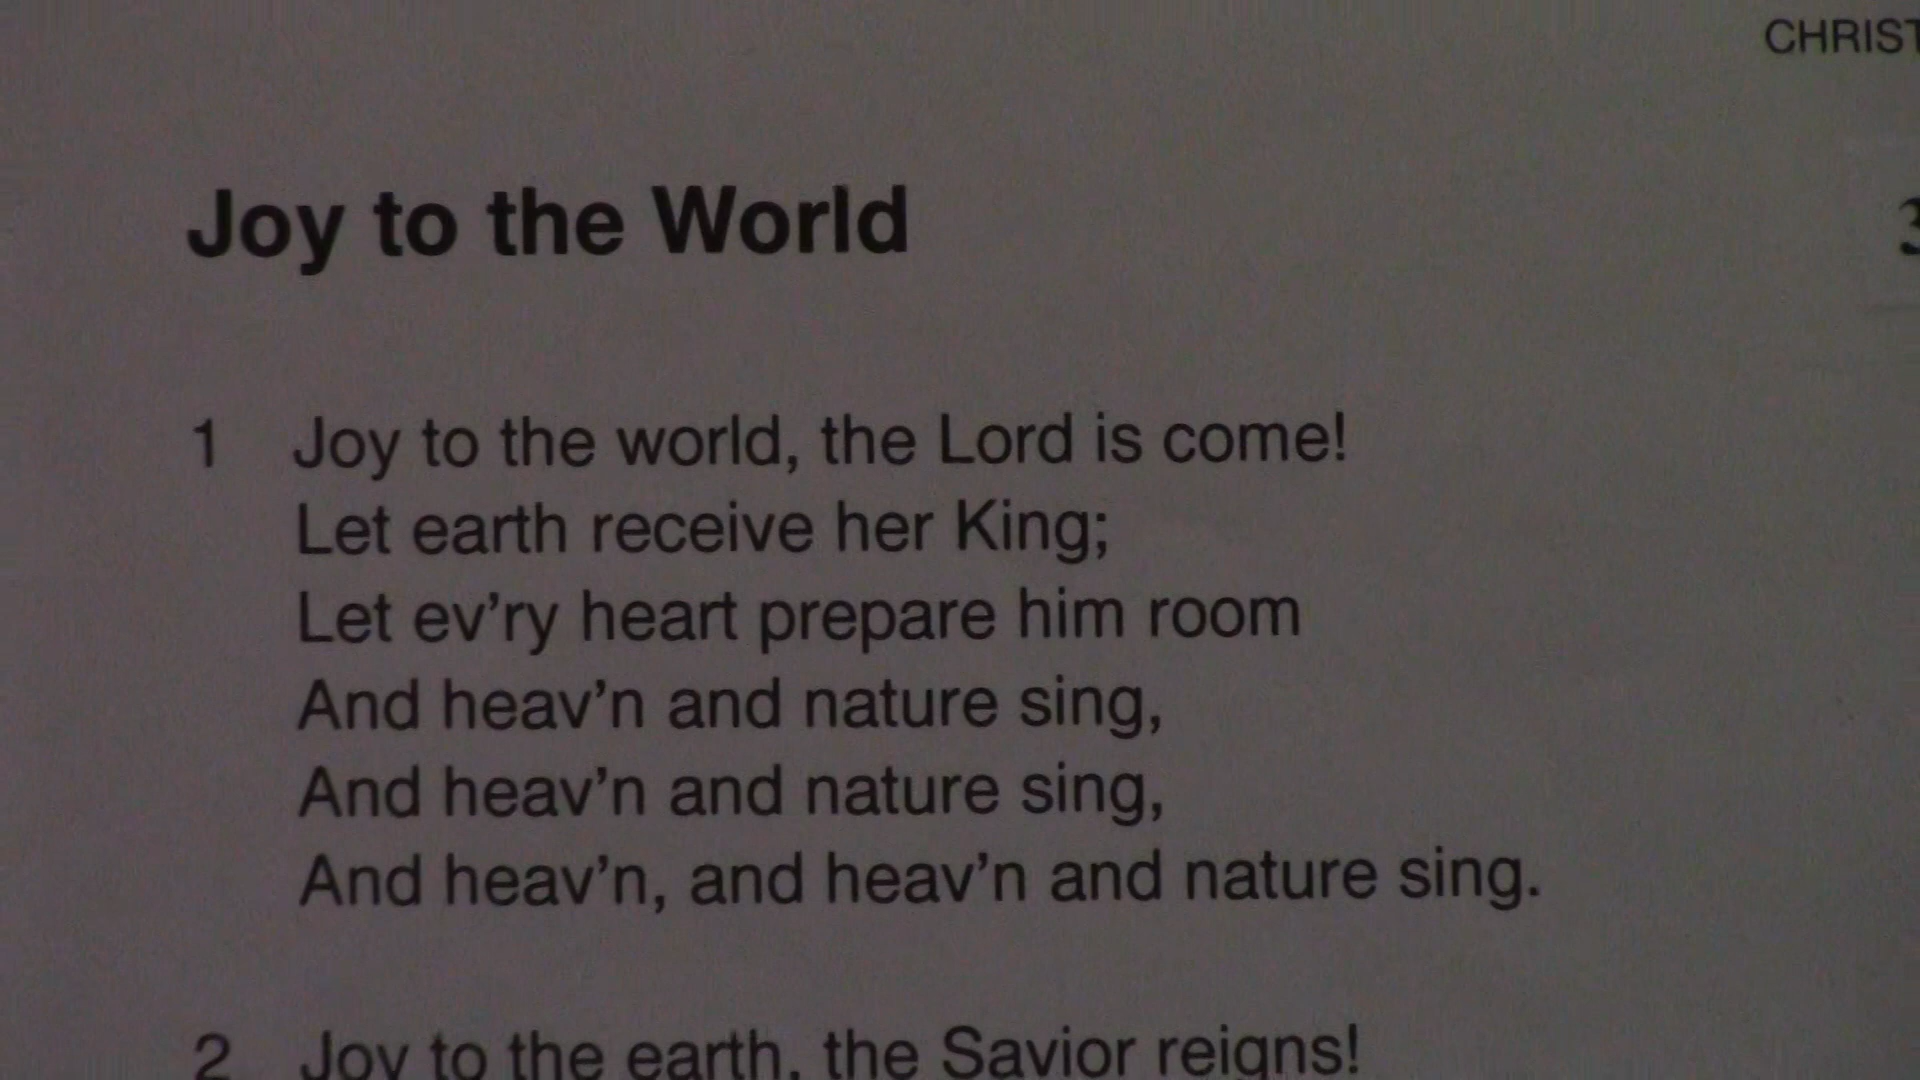 CHRIST
Joy to the World
3
1 Joy to the world, the Lord is come!
Let earth receive her King;
Let ev’ry heart prepare him room
And heav’n and nature sing,
And heav’n and nature sing,
And heav’n, and heav’n and nature sing.
2 Joy to the earth, the Savior reigns!